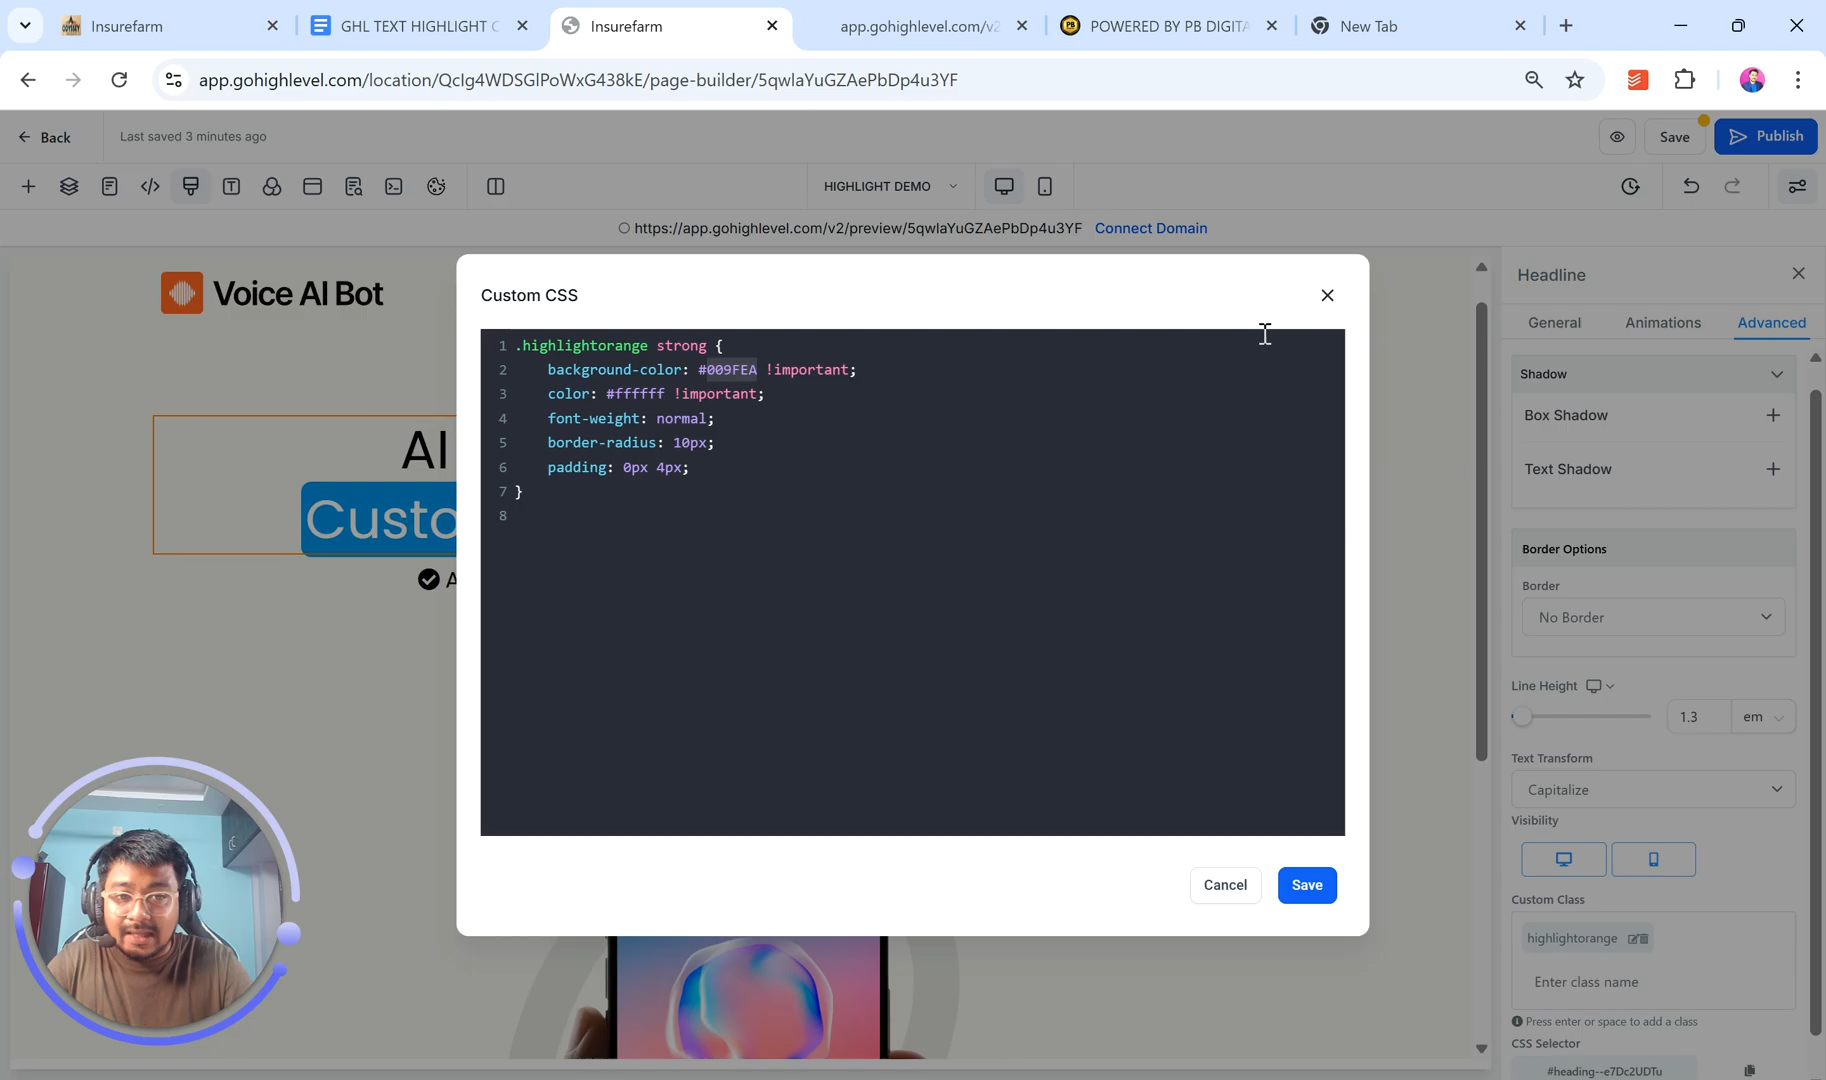 Insurefarm
GHL TEXT HIGHLIGHT C
Insurefarm
app.gohighlevel.com/v2
POWERED BY PB DIGITA
New Tab
app.gohighlevel.com/location/Qclg4WDSGlPoWxG438kE/page-builder/5qwlaYuGZAePbDp4u3YF
Back
Last saved 3 minutes ago
Save
Publish
HIGHLIGHT DEMO
https://app.gohighlevel.com/v2/preview/5qwlaYuGZAePbDp4u3YF Connect Domain
Voice AI Bot
AI
Custo
A
Custom CSS
1 .highlightorange strong {
2 background-color: #009FEA !important;
3 color: #ffffff !important;
4 font-weight: normal;
5 border-radius: 10px;
6 padding: 0px 4px;
7 }
8
Cancel
Save
Headline
General
Animations
Advanced
Shadow
Box Shadow
Text Shadow
Border Options
Border
No Border
Line Height
1.3
em
Text Transform
Capitalize
Visibility
Custom Class
highlightorange
Enter class name
Press enter or space to add a class
CSS Selector
#heading--e7Dc2UDTu